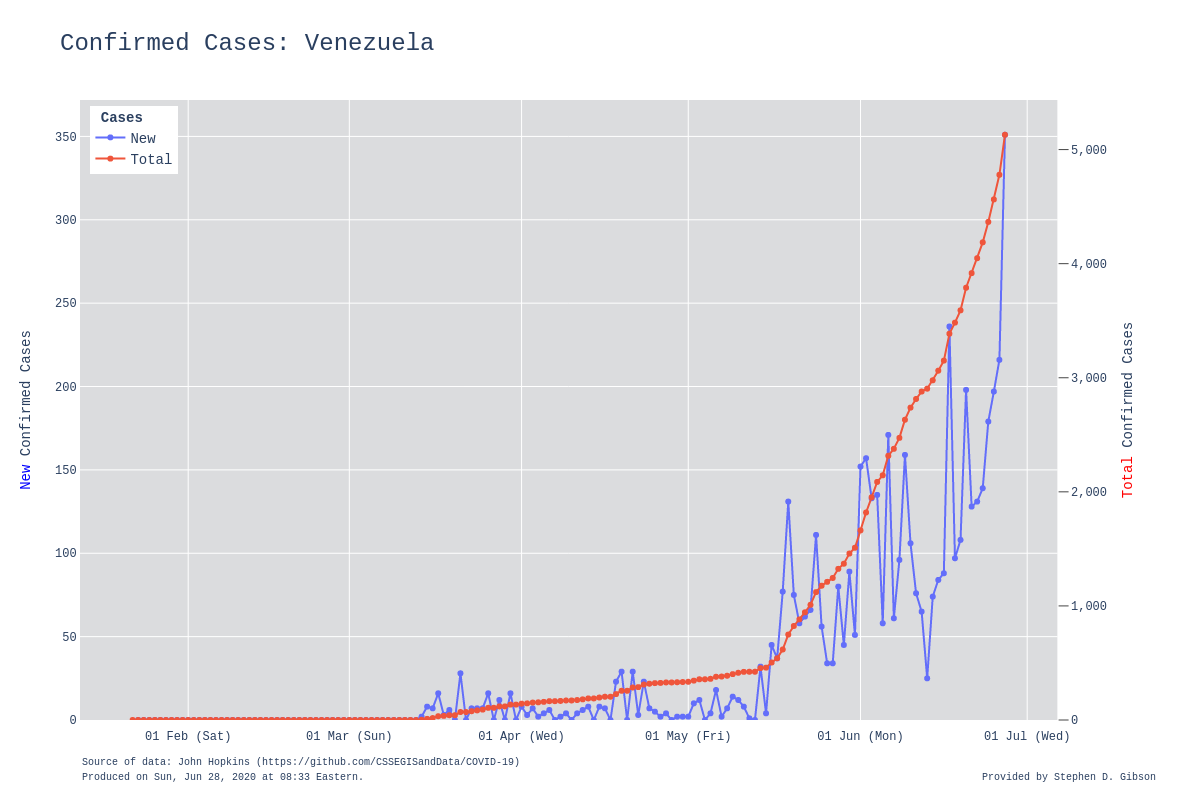 Confirmed Cases: Venezuela
Cases
New
Total
350
300
250
200
150
100
50
0
5,000
4,000
3,000
2,000
1,000
0
New Confirmed Cases
Total Confirmed Cases
01 Feb (Sat)
01 Mar (Sun)
01 Apr (Wed)
01 May (Fri)
01 Jun (Mon)
01 Jul (Wed)
Source of data: John Hopkins (https://github.com/CSSEGISandData/COVID-19)
Produced on Sun, Jun 28, 2020 at 08:33 Eastern.
Provided by Stephen D. Gibson